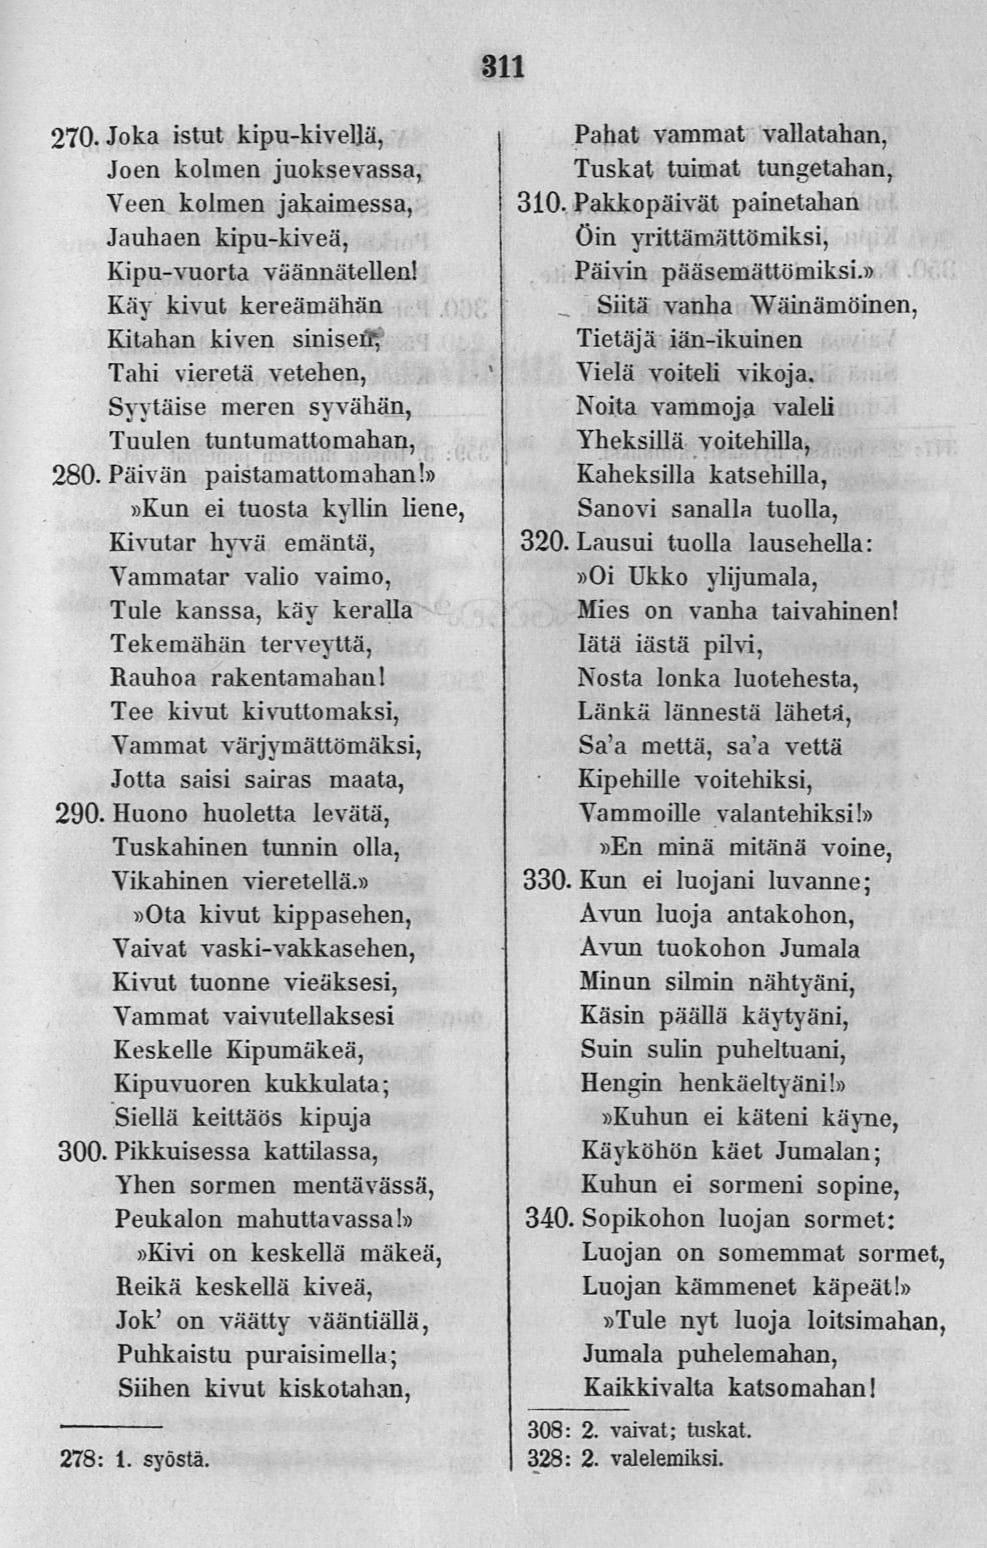 311
270. Joka istut kipu-kivellä,
Joen kolmen juoksevassa,
Veen kolmen jakaimessa,
Jauhaen kipu-kiveä,
Kipu-vuorta väännätellen!
Käy kivut kereämähän
Kitahan kiven sinisen,
Tahi vieretä vetehen,
Syytäise meren syvähän,
Tuulen tuntumattomahan,
280. Päivän paistamattomahan!»
»Kun ei tuosta kyllin liene,
Kivutar hyvä emäntä,
Vammatar valio vaimo,
Tule kanssa, käy keralla
Tekemähän terveyttä,
Rauhoa rakentamahan!
Tee kivut kivuttomaksi,
Vammat värjymättömäksi,
Jotta saisi sairas maata,
290. Huono huoletta levätä,
Tuskahinen tunnin olla,
Vikahinen vieretellä.»
»Ota kivut kippasehen,
Vaivat vaski-vakkasehen,
Kivut tuonne vieäksesi,
Vammat vaivutellaksesi
Keskelle Kipumäkeä,
Kipuvuoren kukkulata;
Siellä keittäös kipuja
300. Pikkuisessa kattilassa,
Yhen sormen mentävässä,
Peukalon mahuttavassa!»
»Kivi on keskellä mäkeä,
Reikä keskellä kiveä,
Jok' on väätty vääntiällä,
Puhkaistu puraisimella;
Siihen kivut kiskotahan,
278: 1. syöstä.
Pahat vammat vallatahan,
Tuskat tuimat tungetahan,
310. Pakkopäivät painetahan
Öin yrittämättömiksi,
Päivin pääsemättömiksi.»
Siitä vanha Wäinämöinen,
Tietäjä iän-ikuinen
Vielä voiteli vikoja,
Noita vammoja valeli
Yheksillä voitehilla,
Kaheksilla katsehilla,
Sanovi sanalla tuolla,
320. Lausui tuolla lausehella:
»Oi Ukko ylijumala,
Mies on vanha taivahinen!
Iätä iästä pilvi,
Nosta lonka luotehesta,
Länkä lännestä lähetä,
Sa'a mettä, sa'a vettä
Kipehille voitehiksi,
Vammoille valantehiksi!»
»En minä mitänä voine,
330. Kun ei luojani luvanne;
Avun luoja antakohon,
Avun tuokohon Jumala
Minun silmin nähtyäni,
Käsin päällä käytyäni,
Suin sulin puheltuani,
Hengin henkäeltyäni!»
»Kuhun ei käteni käyne,
Käyköhön käet Jumalan;
Kuhun ei sormeni sopine,
340. Sopikohon luojan sormet:
Luojan on somemmat sormet,
Luojan kämmenet käpeät!»
»Tule nyt luoja loitsimahan,
Jumala puhelemahan,
Kaikkivalta katsomahan!
308: 2. vaivat; tuskat.
328: 2. valelemiksi.